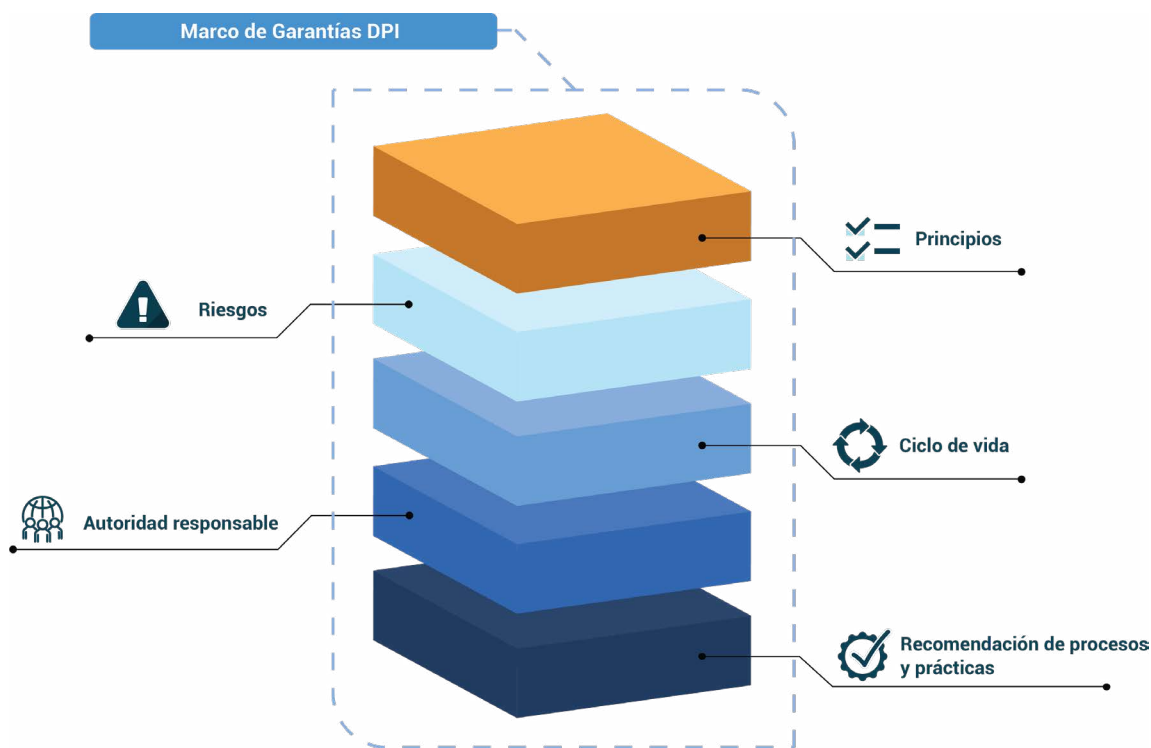 Marco de Garantías DPI
Principios
Riesgos
Ciclo de vida
Autoridad responsable
Recomendación de procesos
y prácticas